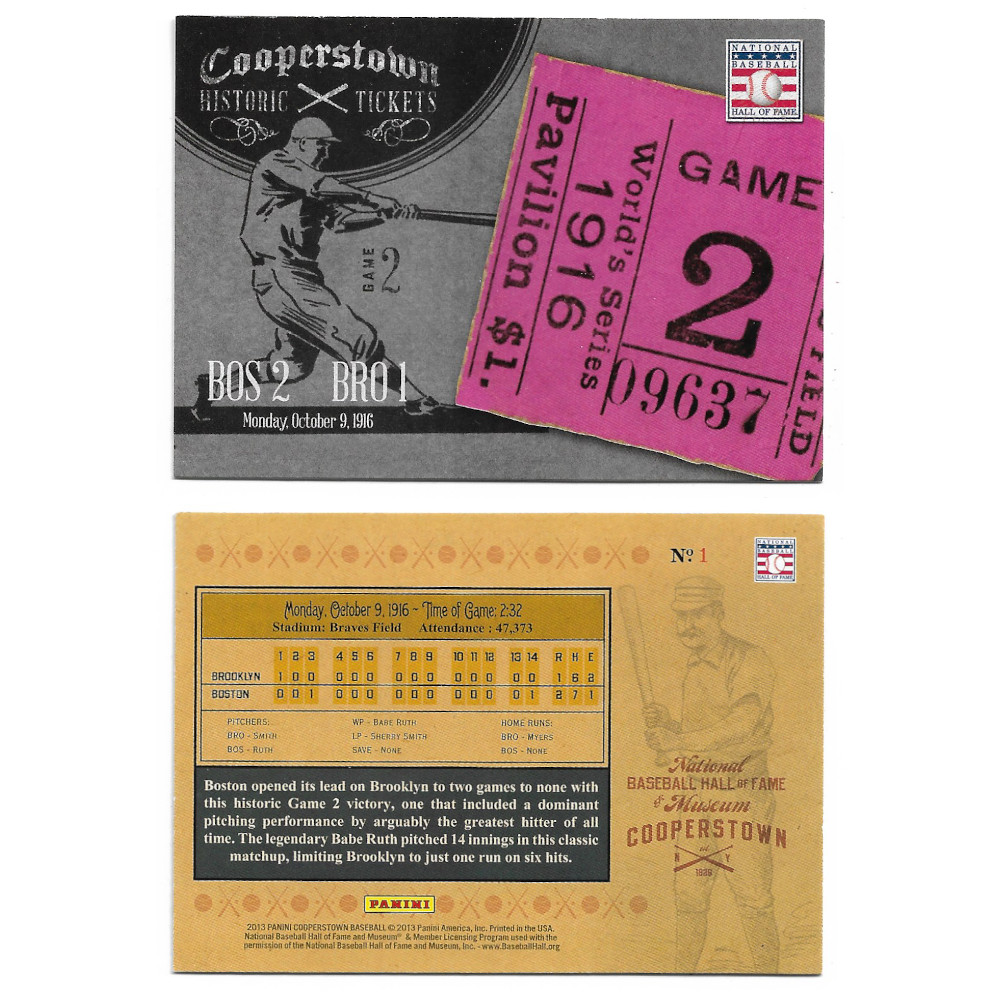 Cooperstown
HISTORIC TICKETS
NATIONAL
BASEBALL
HALL OF FAME
GAME 2
BOS 2 BRO 1
Monday, October 9, 1916
Pavilion $1.
World's Series
1916
GAME
2
09637
FIELD
Nº. 1
NATIONAL
BASEBALL
HALL OF FAME
Monday, October 9, 1916 ~ Time of Game: 2:32
Stadium: Braves Field Attendance : 47,373
1 2 3 4 5 6 7 8 9 10 11 12 13 14 R H E
BROOKLYN 1 0 0 0 0 0 0 0 0 0 0 0 0 0 1 6 2
BOSTON 0 0 1 0 0 0 0 0 0 0 0 0 0 1 2 7 1
PITCHERS: WP - BABE RUTH HOME RUNS:
BRO - SMITH LP - SHERRY SMITH BRO - MYERS
BOS - RUTH SAVE - NONE BOS - NONE
Boston opened its lead on Brooklyn to two games to none with
this historic Game 2 victory, one that included a dominant
pitching performance by arguably the greatest hitter of all
time. The legendary Babe Ruth pitched 14 innings in this classic
matchup, limiting Brooklyn to just one run on six hits.
National
BASEBALL HALL OF FAME
& Museum
COOPERSTOWN
at
N Y
1939
PANINI
2013 PANINI COOPERSTOWN BASEBALL © 2013 Panini America, Inc. Printed in the USA.
National Baseball Hall of Fame and Museum® & Member Licensing Program used with the
permission of the National Baseball Hall of Fame and Museum, Inc. - www.BaseballHall.org